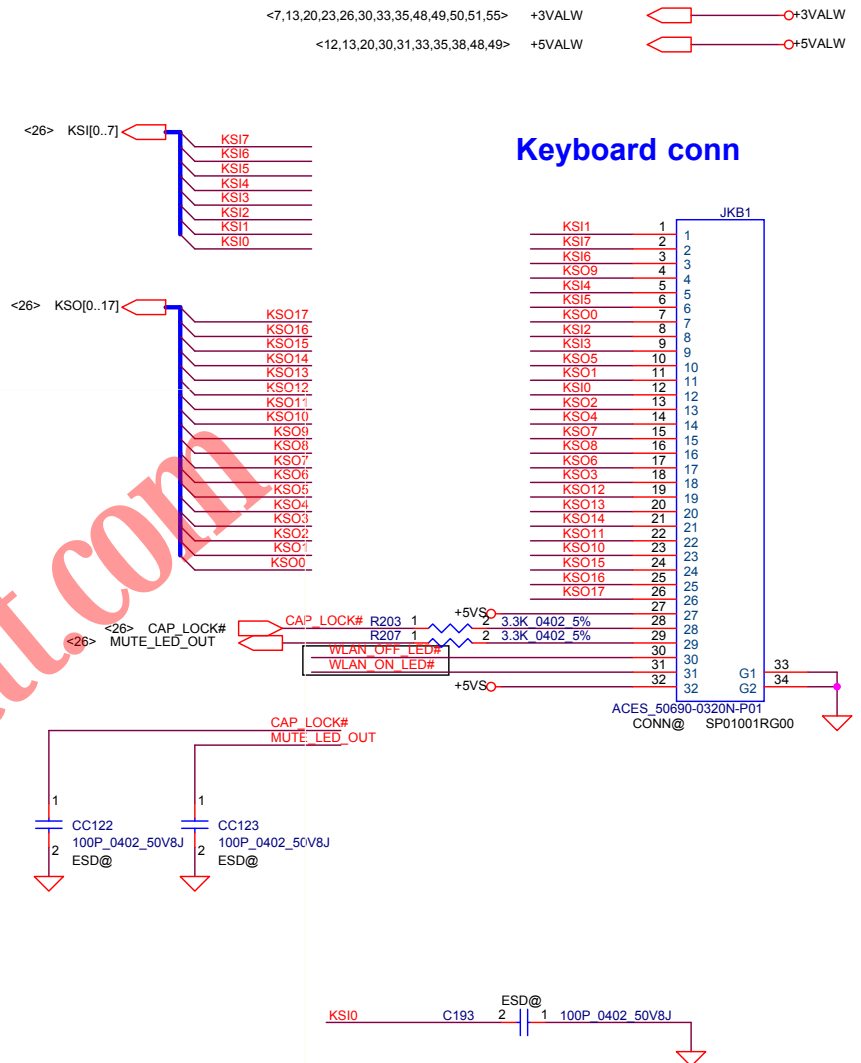 <7,13,20,23,26,30,33,35,48,49,50,51,55> +3VALW +3VALW
<12,13,20,30,31,33,35,38,48,49> +5VALW +5VALW
<26> KSI[0..7]
KSI7
KSI6
KSI5
KSI4
KSI3
KSI2
KSI1
KSI0
Keyboard conn
<26> KSO[0..17]
KSO17
KSO16
KSO15
KSO14
KSO13
KSO12
KSO11
KSO10
KSO9
KSO8
KSO7
KSO6
KSO5
KSO4
KSO3
KSO2
KSO1
KSO0
JKB1
KSI1 1 1
KSI7 2 2
KSI6 3 3
KSO9 4 4
KSI4 5 5
KSI5 6 6
KSO0 7 7
KSI2 8 8
KSI3 9 9
KSO5 10 10
KSO1 11 11
KSI0 12 12
KSO2 13 13
KSO4 14 14
KSO7 15 15
KSO8 16 16
KSO6 17 17
KSO3 18 18
KSO12 19 19
KSO13 20 20
KSO14 21 21
KSO11 22 22
KSO10 23 23
KSO15 24 24
KSO16 25 25
KSO17 26 26
+5VS 27 27
<26> CAP_LOCK# CAP_LOCK# R203 1 2 3.3K_0402_5% 28 28
<26> MUTE_LED_OUT R207 1 2 3.3K_0402_5% 29 29
WLAN_OFF_LED# 30 30
WLAN_ON_LED# 31 31 G1 33
+5VS 32 32 G2 34
ACES_50690-0320N-P01
CONN@ SP01001RG00
CAP_LOCK#
MUTE_LED_OUT
1 1
CC122 CC123
100P_0402_50V8J 100P_0402_50V8J
2 2
ESD@ ESD@
ESD@
KSI0 C193 2 1 100P_0402_50V8J
t.com